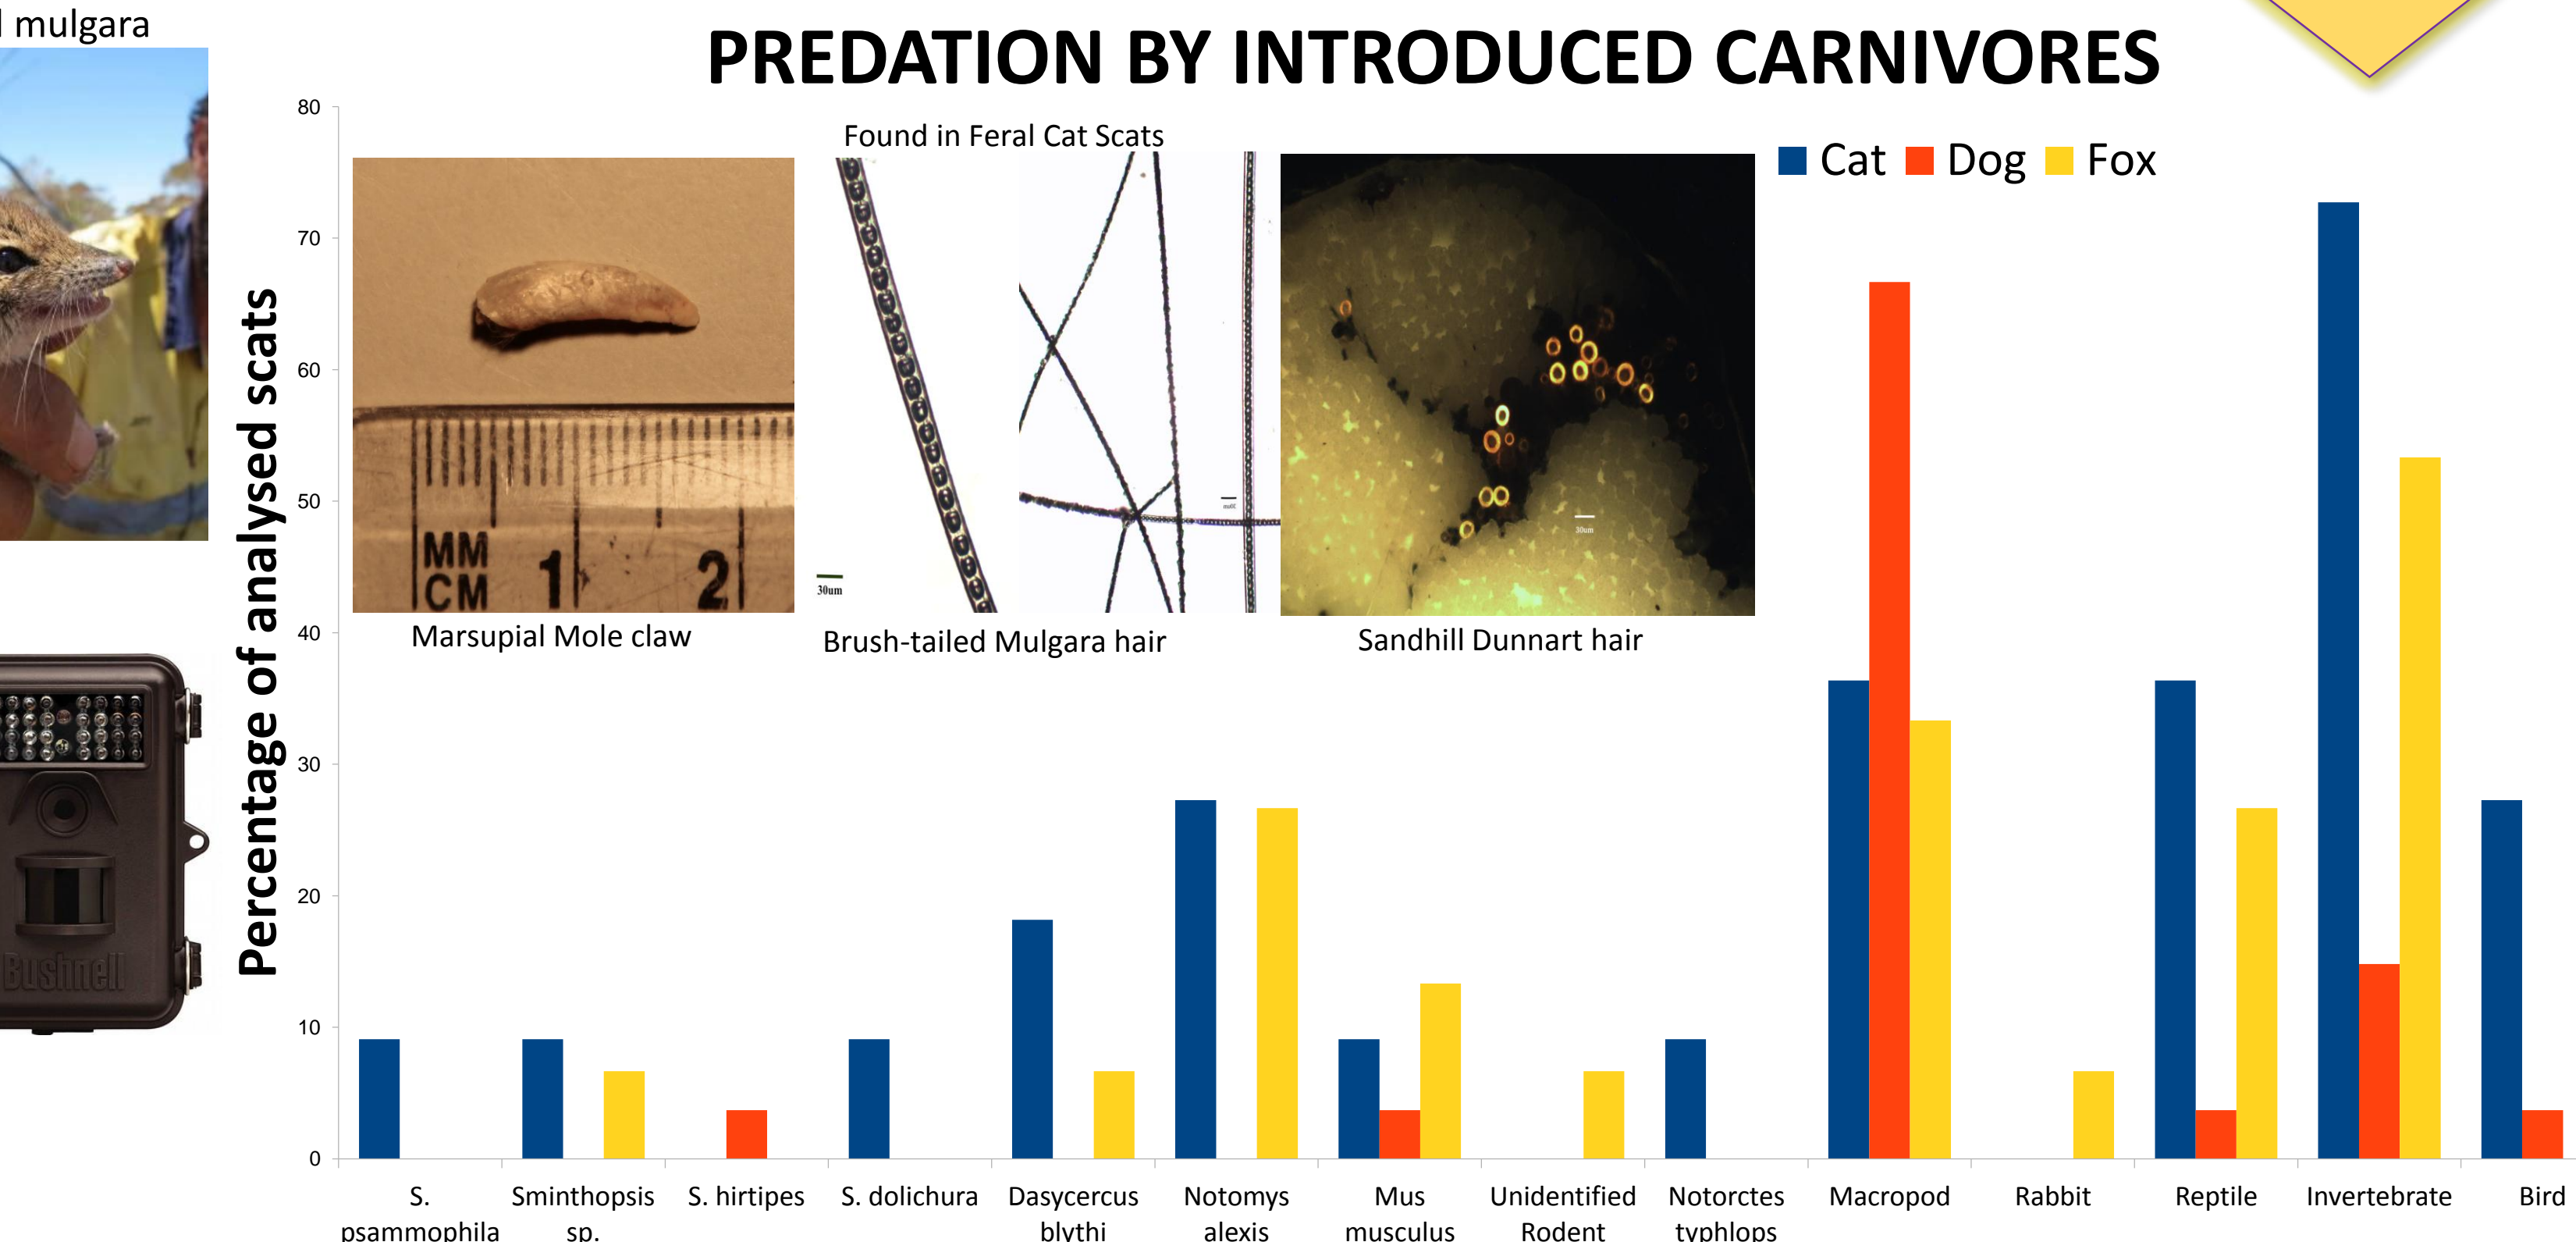 mulgara
PREDATION BY INTRODUCED CARNIVORES
Found in Feral Cat Scats
Cat Dog Fox
Percentage of analysed scats
80
70
60
50
40
30
20
10
0
MM
CM 1 2
30um
30um
Marsupial Mole claw
Brush-tailed Mulgara hair
Sandhill Dunnart hair
Bushnell
S. psammophila
Sminthopsis sp.
S. hirtipes
S. dolichura
Dasycercus blythi
Notomys alexis
Mus musculus
Unidentified Rodent
Notorctes typhlops
Macropod
Rabbit
Reptile
Invertebrate
Bird